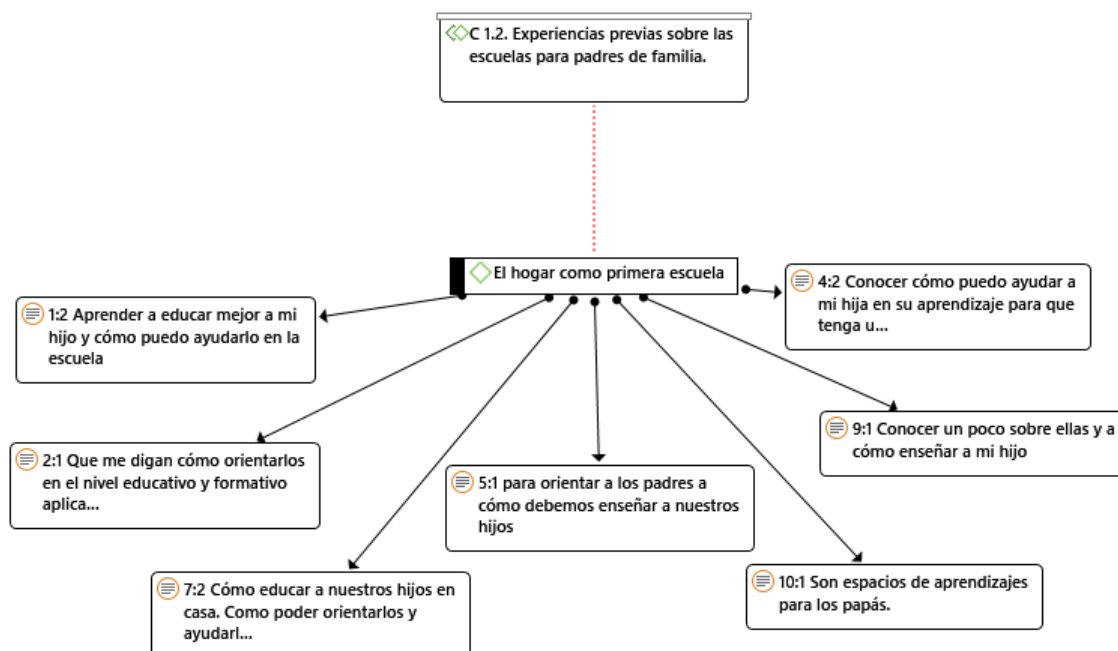 C 1.2. Experiencias previas sobre las
escuelas para padres de familia.
El hogar como primera escuela
4:2 Conocer cómo puedo ayudar a
mi hija en su aprendizaje para que
tenga u...
1:2 Aprender a educar mejor a mi
hijo y cómo puedo ayudarlo en la
escuela
9:1 Conocer un poco sobre ellas y a
cómo enseñar a mi hijo
2:1 Que me digan cómo orientarlos
en el nivel educativo y formativo
aplica...
5:1 para orientar a los padres a
cómo debemos enseñar a nuestros
hijos
7:2 Cómo educar a nuestros hijos en
casa. Como poder orientarlos y
ayudarl...
10:1 Son espacios de aprendizajes
para los papás.